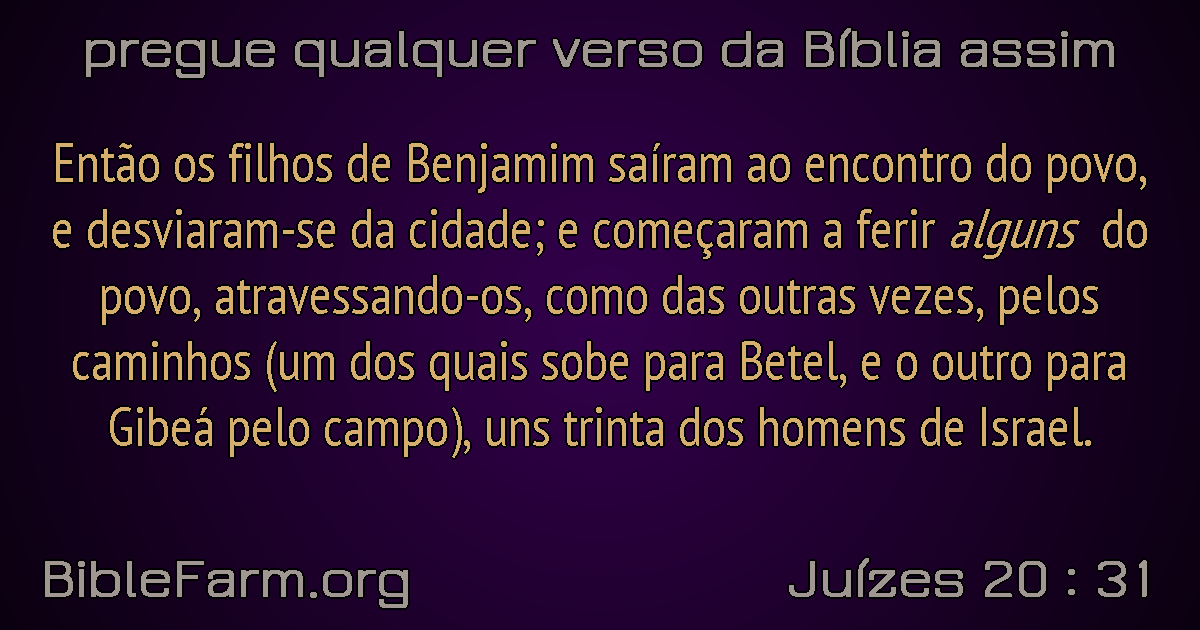 pregue qualquer verso da Bíblia assim
Então os filhos de Benjamim saíram ao encontro do povo,
e desviaram-se da cidade; e começaram a ferir alguns do
povo, atravessando-os, como das outras vezes, pelos
caminhos (um dos quais sobe para Betel, e o outro para
Gibeá pelo campo), uns trinta dos homens de Israel.
BibleFarm.org
Juízes 20 : 31